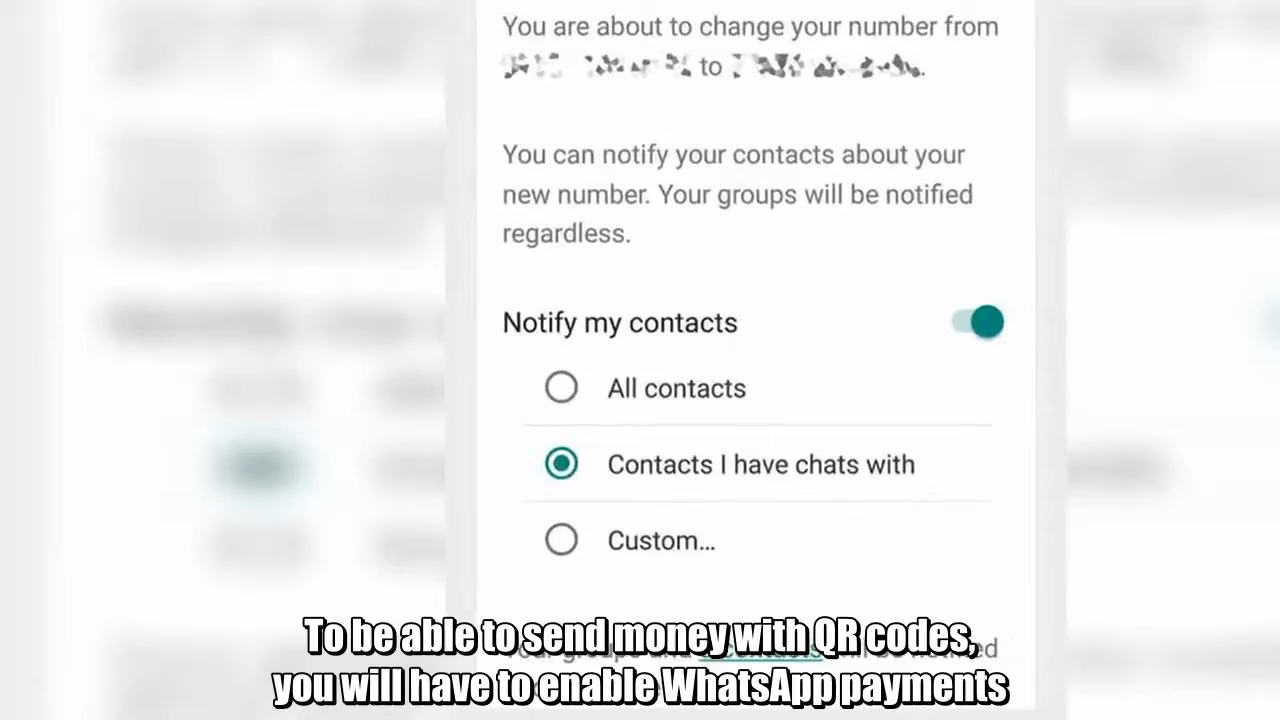 You are about to change your number from
to
You can notify your contacts about your
new number. Your groups will be notified
regardless.
Notify my contacts
All contacts
Contacts I have chats with
Custom...
To be able to send money with QR codes,
you will have to enable WhatsApp payments